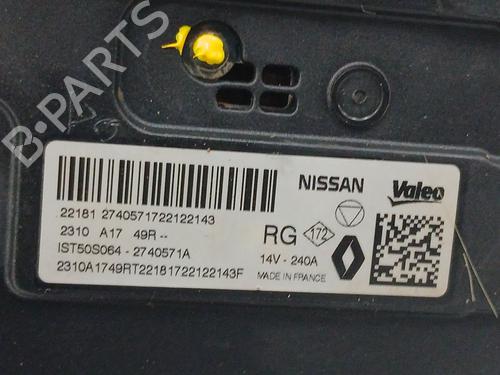 B-PARTS
22181 2740571722122143
2310 A17 49R --
IST50S064 - 2740571A
2310A1749RT22181722122143F
NISSAN
Valeo
RG 172
14V - 240A
MADE IN FRANCE